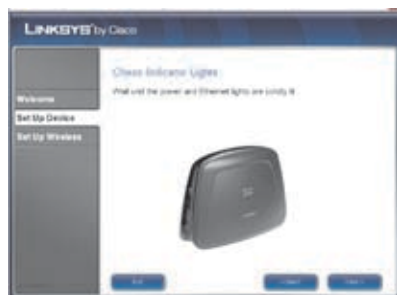 LINKSYS by Cisco
Check Indicator Lights
Wait until the power and Ethernet lights are solidly lit
Welcome
Set Up Device
Set Up Wireless